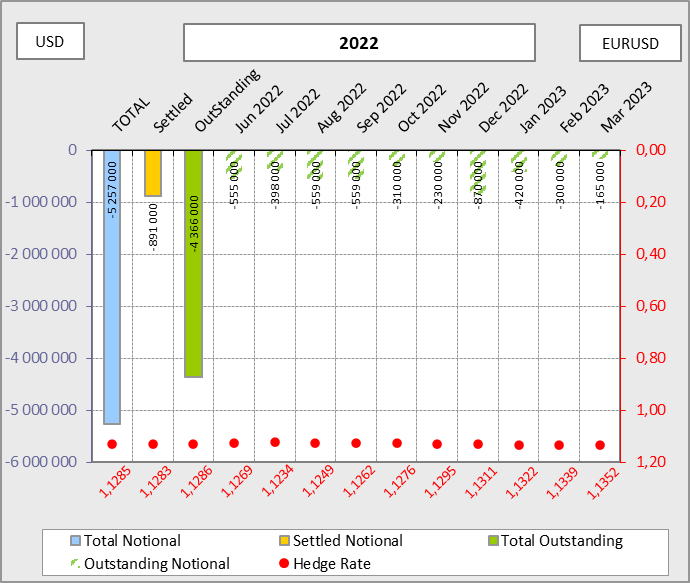 USD
2022
EURUSD
TOTAL
Settled
OutStanding
Jun 2022
Jul 2022
Aug 2022
Sep 2022
Oct 2022
Nov 2022
Dec 2022
Jan 2023
Feb 2023
Mar 2023
0
-1 000 000
-2 000 000
-3 000 000
-4 000 000
-5 000 000
-6 000 000
-5 257 000
-891 000
-4 366 000
-555 000
-398 000
-559 000
-559 000
-310 000
-230 000
-870 000
-420 000
-300 000
-165 000
0,00
0,20
0,40
0,60
0,80
1,00
1,20
1,1285
1,1283
1,1286
1,1269
1,1234
1,1249
1,1262
1,1276
1,1295
1,1311
1,1322
1,1339
1,1352
Total Notional
Settled Notional
Total Outstanding
Outstanding Notional
Hedge Rate